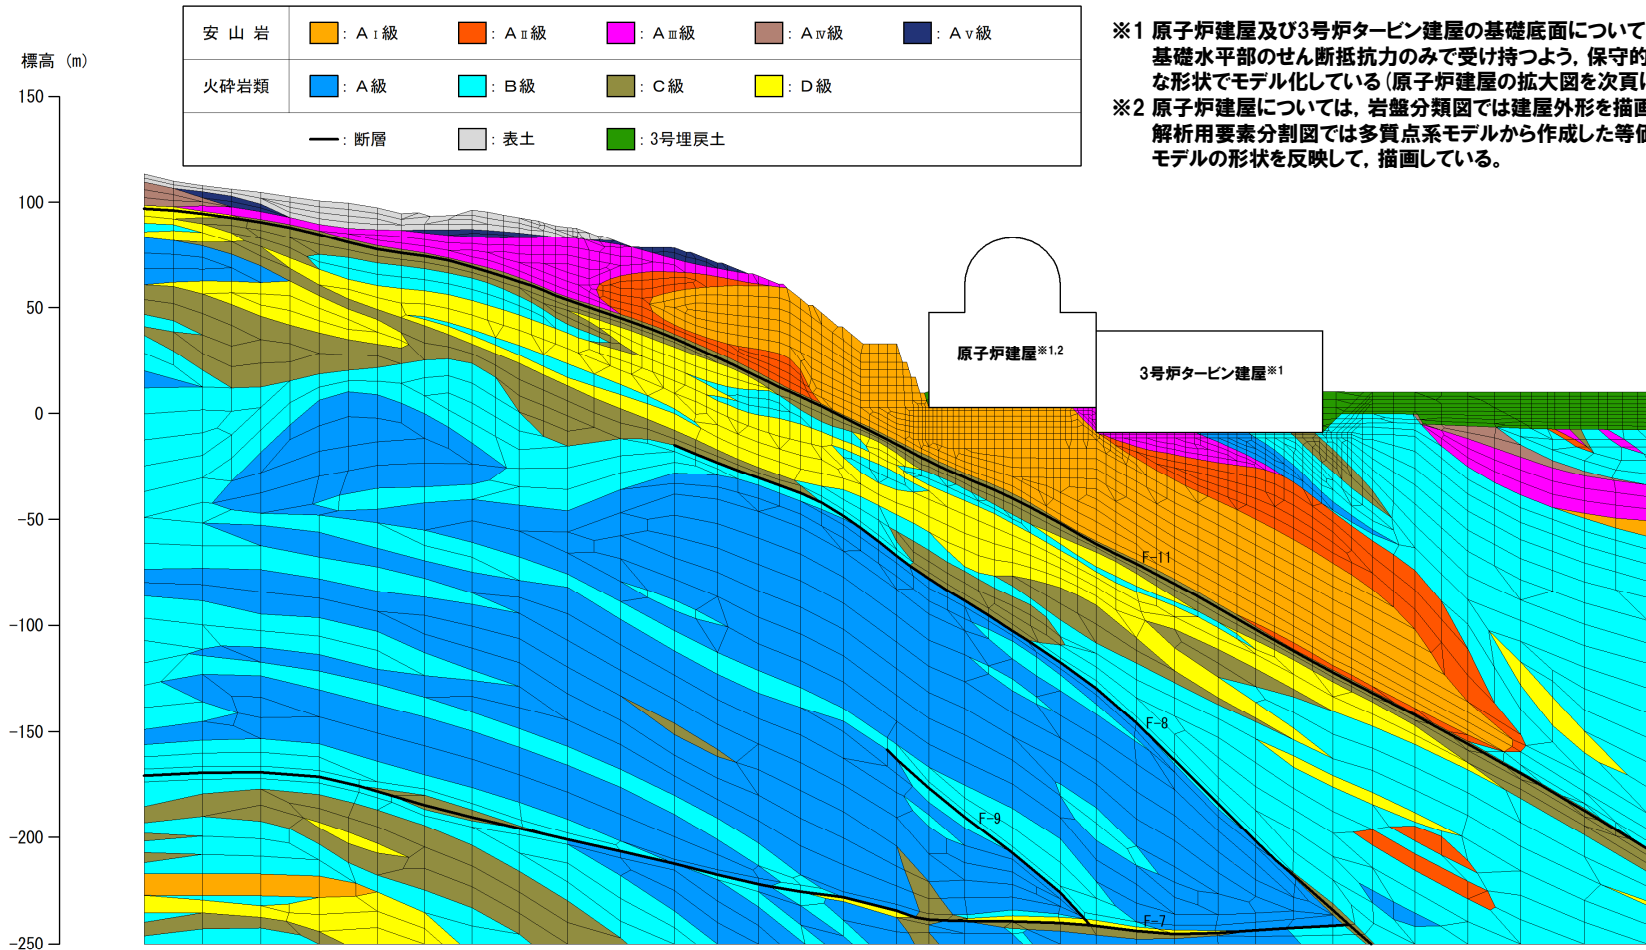 安山岩 : AⅠ級 : AⅡ級 : AⅢ級 : AⅣ級 : AⅤ級
火砕岩類 : A級 : B級 : C級 : D級
: 断層 : 表土 : 3号埋戻土
※1 原子炉建屋及び3号炉タービン建屋の基礎底面について
基礎水平部のせん断抵抗力のみで受け持つよう，保守的
な形状でモデル化している（原子炉建屋の拡大図を次頁に
※2 原子炉建屋については，岩盤分類図では建屋外形を描画
解析用要素分割図では多質点系モデルから作成した等価
モデルの形状を反映して，描画している。
標高 (m)
150
100
50
0
-50
-100
-150
-200
-250
原子炉建屋※1,2
3号炉タービン建屋※1
F-11
F-8
F-9
F-7